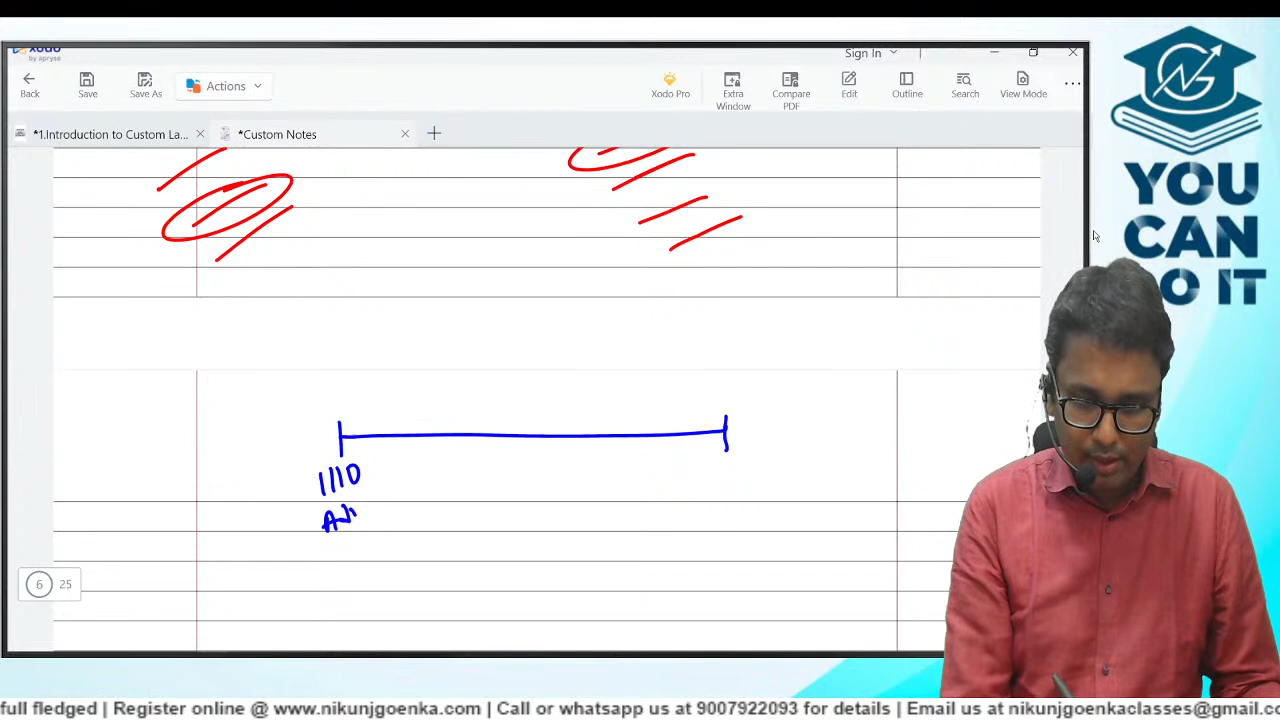 xodo
by apryse
Sign In
Back
Save
Save As
Actions
Xodo Pro
Extra Window
Compare PDF
Edit
Outline
Search
View Mode
*1.Introduction to Custom La...
*Custom Notes
YOU
CAN
O IT
1110
6 25
full fledged | Register online @ www.nikunjgoenka.com | Call or whatsapp us at 9007922093 for details | Email us at nikunjgoenkaclasses@gmail.co